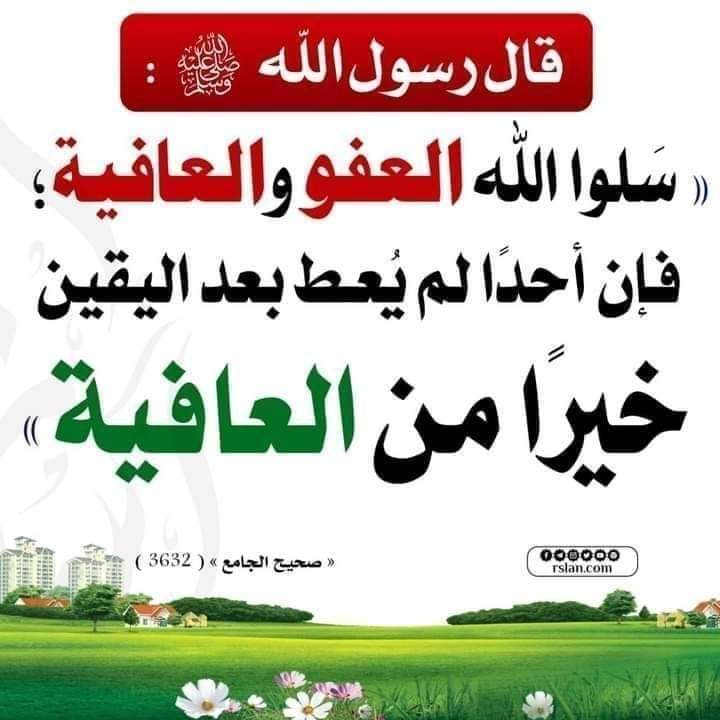 قال رسول الله ﷺ :
« سَلوا الله العفو والعافية ؛
فإن أحدًا لم يُعط بعد اليقين
خيرًا من العافية »
« صحيح الجامع » ( 3632 )
rslan.com